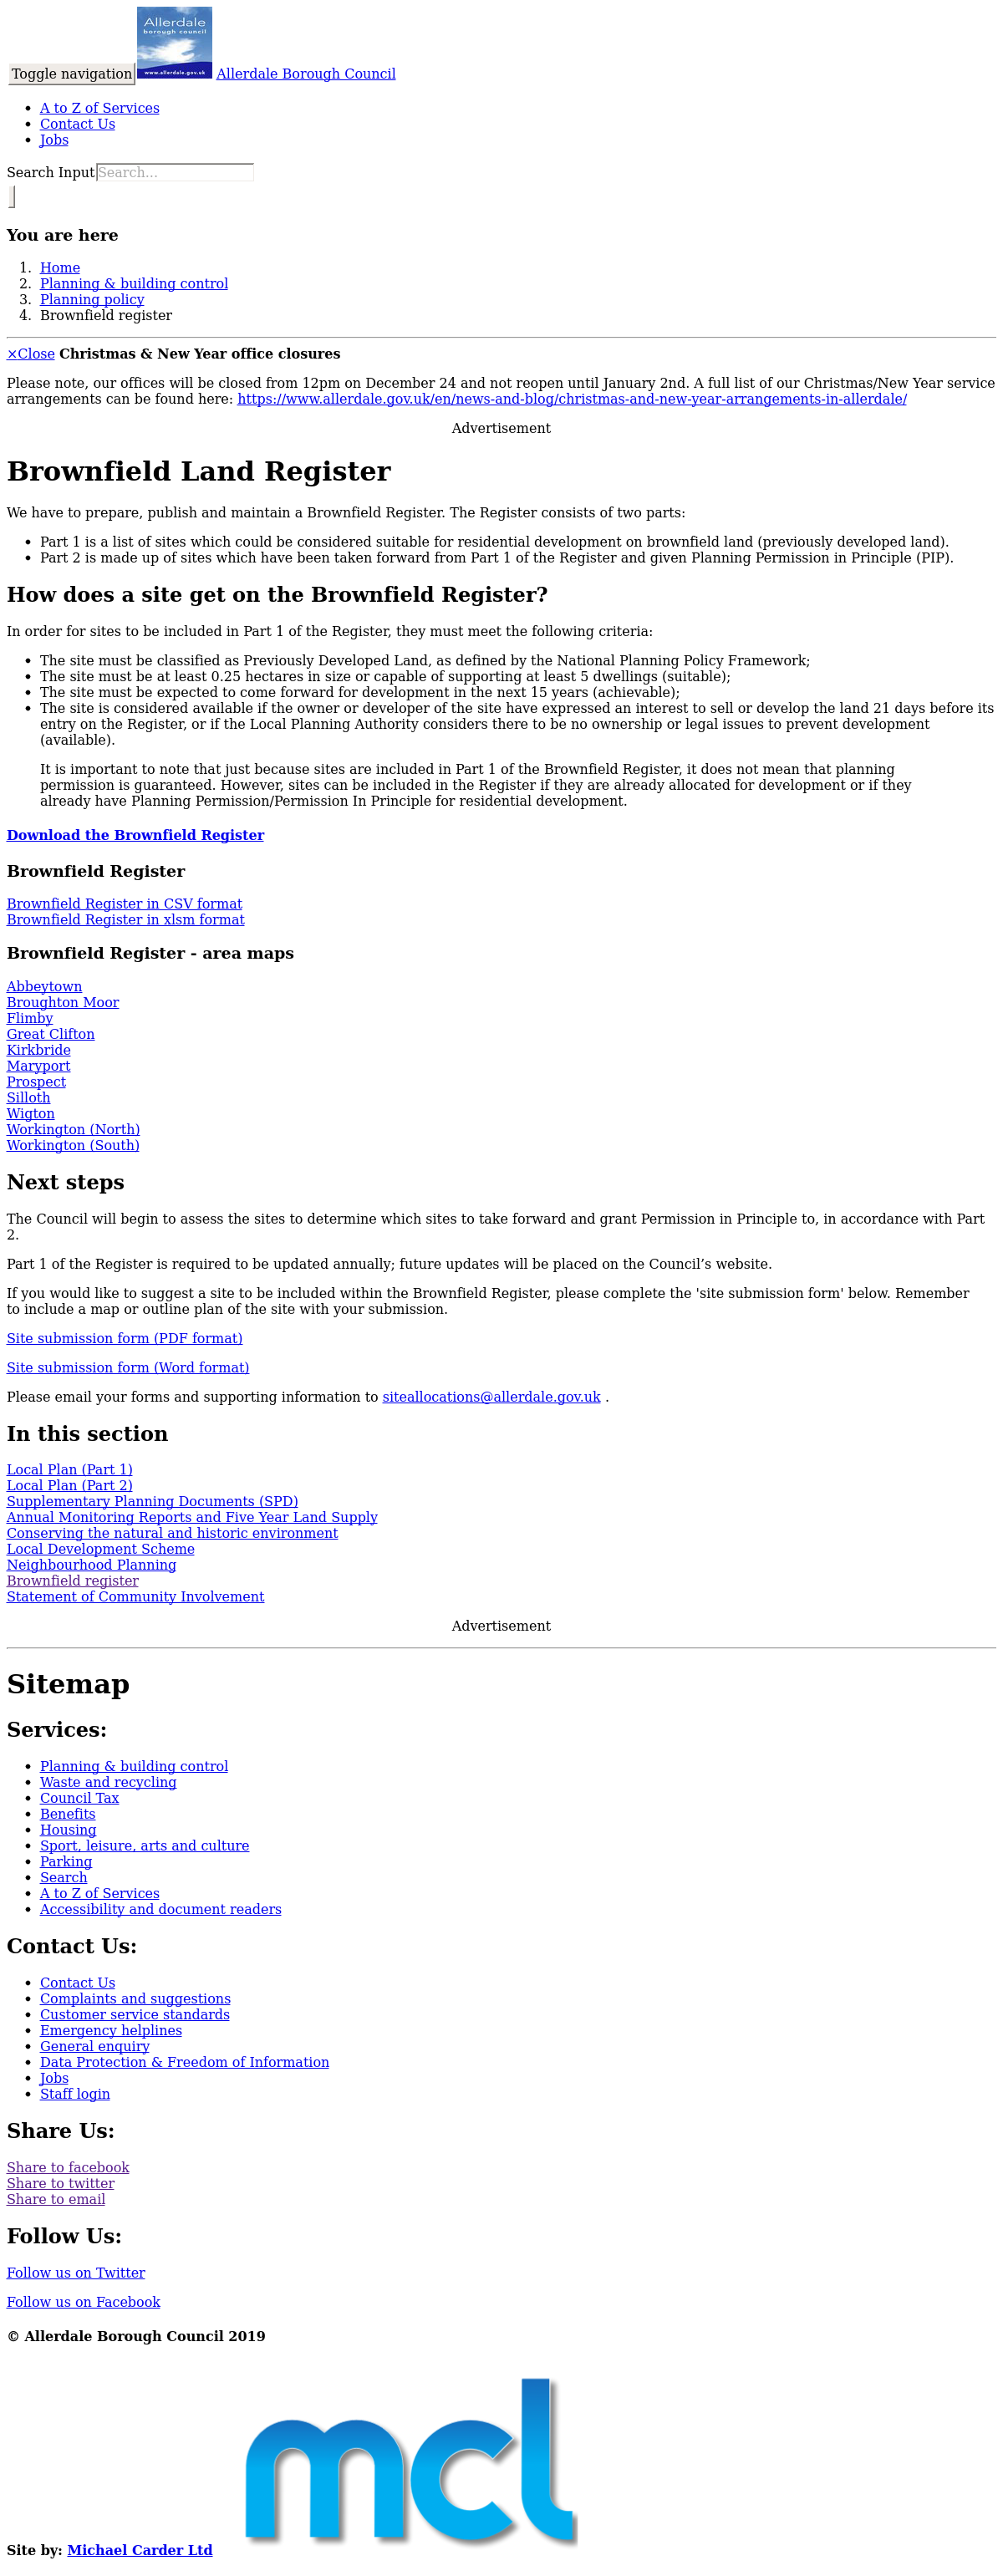 Allerdale
borough council
www.allerdale.gov.uk
Toggle navigation Allerdale Borough Council
A to Z of Services
Contact Us
Jobs
Search Input Search...
You are here
1. Home
2. Planning & building control
3. Planning policy
4. Brownfield register
×Close Christmas & New Year office closures
Please note, our offices will be closed from 12pm on December 24 and not reopen until January 2nd. A full list of our Christmas/New Year service
arrangements can be found here: https://www.allerdale.gov.uk/en/news-and-blog/christmas-and-new-year-arrangements-in-allerdale/
Advertisement
Brownfield Land Register
We have to prepare, publish and maintain a Brownfield Register. The Register consists of two parts:
Part 1 is a list of sites which could be considered suitable for residential development on brownfield land (previously developed land).
Part 2 is made up of sites which have been taken forward from Part 1 of the Register and given Planning Permission in Principle (PIP).
How does a site get on the Brownfield Register?
In order for sites to be included in Part 1 of the Register, they must meet the following criteria:
The site must be classified as Previously Developed Land, as defined by the National Planning Policy Framework;
The site must be at least 0.25 hectares in size or capable of supporting at least 5 dwellings (suitable);
The site must be expected to come forward for development in the next 15 years (achievable);
The site is considered available if the owner or developer of the site have expressed an interest to sell or develop the land 21 days before its
entry on the Register, or if the Local Planning Authority considers there to be no ownership or legal issues to prevent development
(available).
It is important to note that just because sites are included in Part 1 of the Brownfield Register, it does not mean that planning
permission is guaranteed. However, sites can be included in the Register if they are already allocated for development or if they
already have Planning Permission/Permission In Principle for residential development.
Download the Brownfield Register
Brownfield Register
Brownfield Register in CSV format
Brownfield Register in xlsm format
Brownfield Register - area maps
Abbeytown
Broughton Moor
Flimby
Great Clifton
Kirkbride
Maryport
Prospect
Silloth
Wigton
Workington (North)
Workington (South)
Next steps
The Council will begin to assess the sites to determine which sites to take forward and grant Permission in Principle to, in accordance with Part
2.
Part 1 of the Register is required to be updated annually; future updates will be placed on the Council’s website.
If you would like to suggest a site to be included within the Brownfield Register, please complete the 'site submission form' below. Remember
to include a map or outline plan of the site with your submission.
Site submission form (PDF format)
Site submission form (Word format)
Please email your forms and supporting information to siteallocations@allerdale.gov.uk .
In this section
Local Plan (Part 1)
Local Plan (Part 2)
Supplementary Planning Documents (SPD)
Annual Monitoring Reports and Five Year Land Supply
Conserving the natural and historic environment
Local Development Scheme
Neighbourhood Planning
Brownfield register
Statement of Community Involvement
Advertisement
Sitemap
Services:
Planning & building control
Waste and recycling
Council Tax
Benefits
Housing
Sport, leisure, arts and culture
Parking
Search
A to Z of Services
Accessibility and document readers
Contact Us:
Contact Us
Complaints and suggestions
Customer service standards
Emergency helplines
General enquiry
Data Protection & Freedom of Information
Jobs
Staff login
Share Us:
Share to facebook
Share to twitter
Share to email
Follow Us:
Follow us on Twitter
Follow us on Facebook
© Allerdale Borough Council 2019
Site by: Michael Carder Ltd mcl